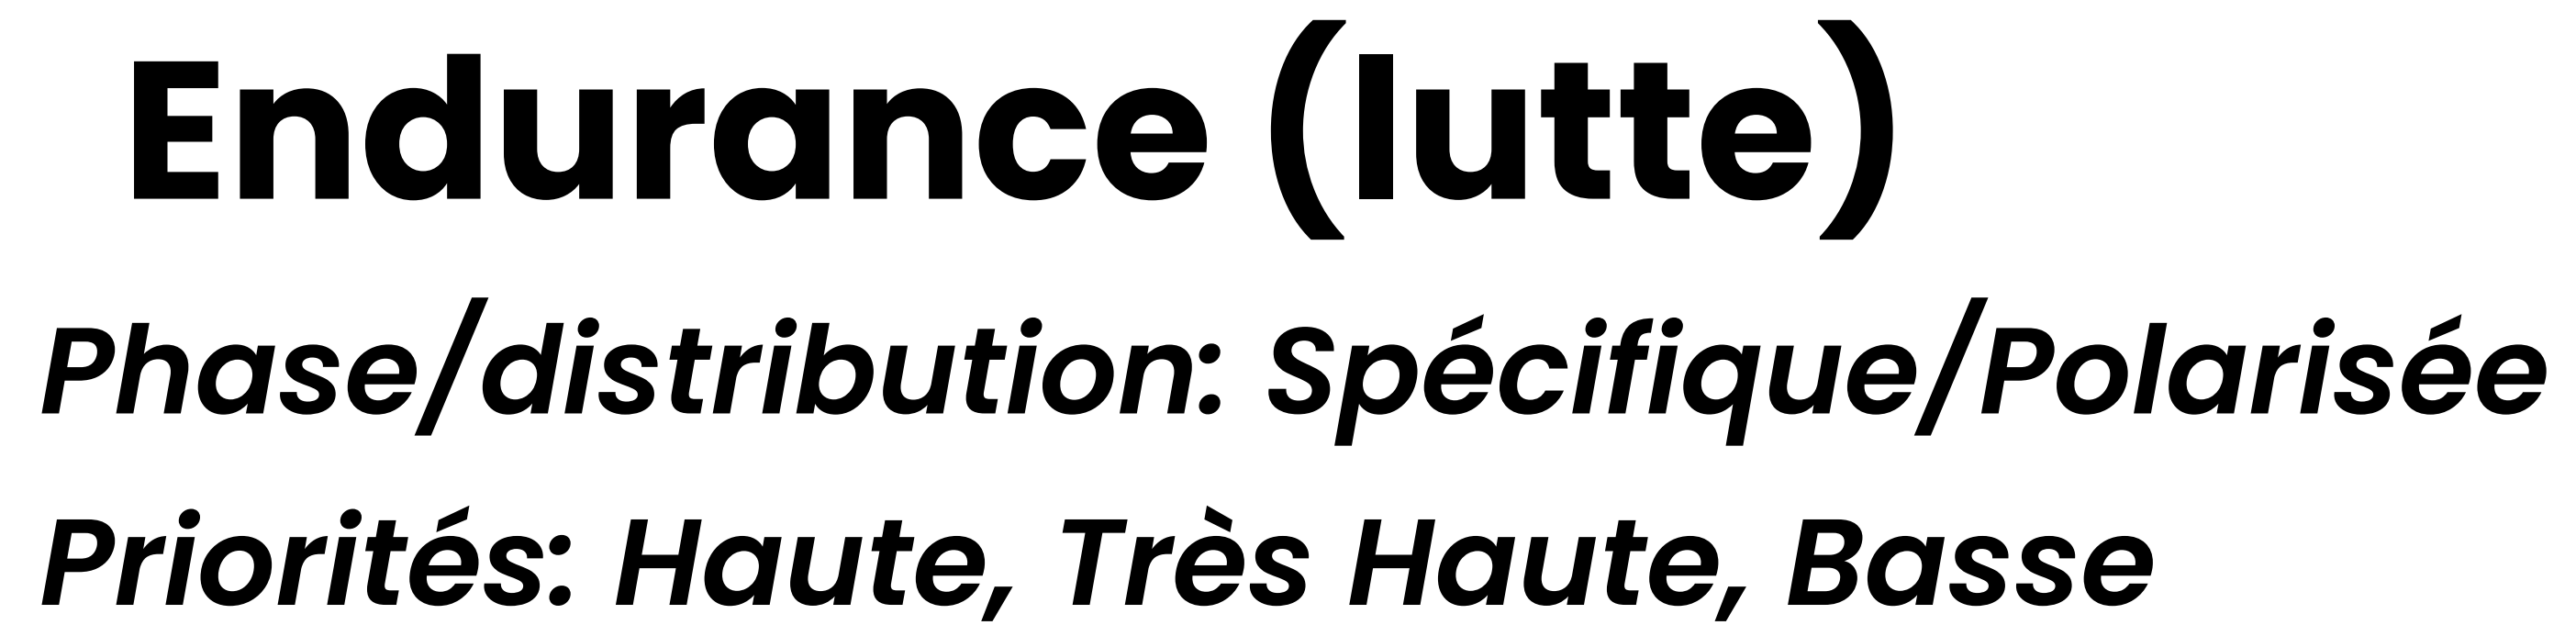 Endurance (lutte)
Phase/distribution: Spécifique/Polarisée
Priorités: Haute, Très Haute, Basse